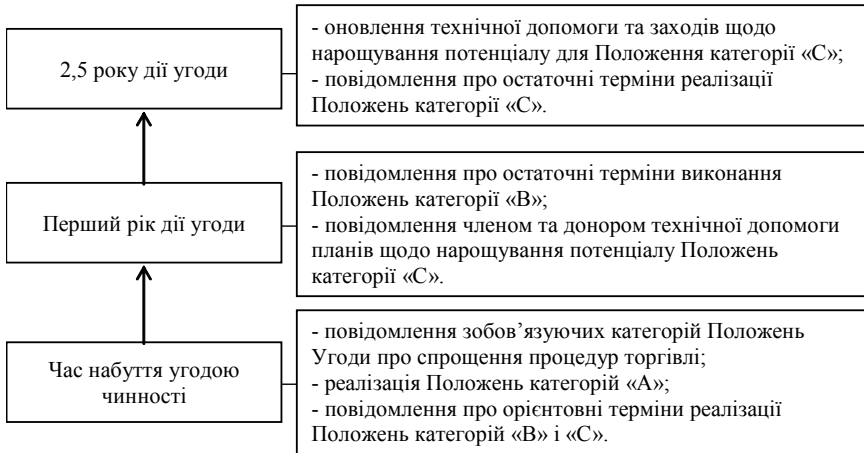 2,5 року дії угоди
- оновлення технічної допомоги та заходів щодо
нарощування потенціалу для Положення категорії «С»;
- повідомлення про остаточні терміни реалізації
Положень категорії «С».
Перший рік дії угоди
- повідомлення про остаточні терміни виконання
Положень категорії «В»;
- повідомлення членом та донором технічної допомоги
планів щодо нарощування потенціалу Положень
категорії «С».
Час набуття угодою
чинності
- повідомлення зобов’язуючих категорій Положень
Угоди про спрощення процедур торгівлі;
- реалізація Положень категорій «А»;
- повідомлення про орієнтовні терміни реалізації
Положень категорій «В» і «С».